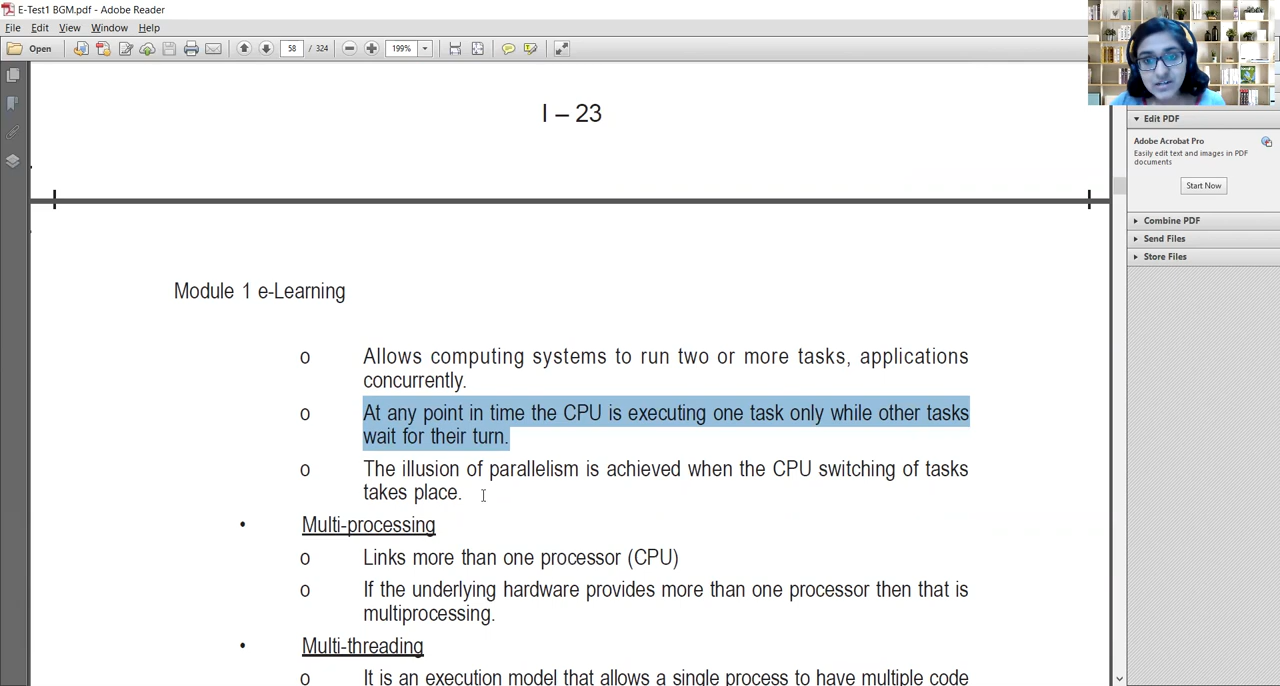 E-Test1 BGM.pdf - Adobe Reader
File Edit View Window Help
Open 58 / 324 199%
I – 23
Edit PDF
Adobe Acrobat Pro
Easily edit text and images in PDF
documents
Start Now
Combine PDF
Send Files
Store Files
Module 1 e-Learning
o Allows computing systems to run two or more tasks, applications
concurrently.
o At any point in time the CPU is executing one task only while other tasks
wait for their turn.
o The illusion of parallelism is achieved when the CPU switching of tasks
takes place.
• Multi-processing
o Links more than one processor (CPU)
o If the underlying hardware provides more than one processor then that is
multiprocessing.
• Multi-threading
o It is an execution model that allows a single process to have multiple code